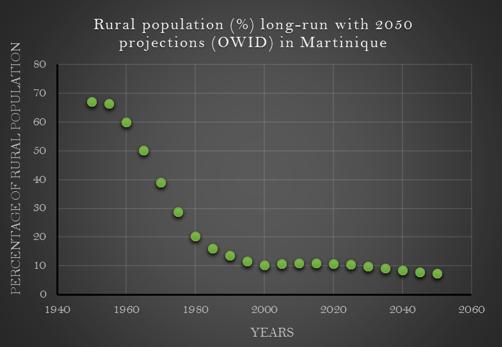 Rural population (%) long-run with 2050
projections (OWID) in Martinique
PERCENTAGE OF RURAL POPULATION
80
70
60
50
40
30
20
10
0
1940 1960 1980 2000 2020 2040 2060
YEARS